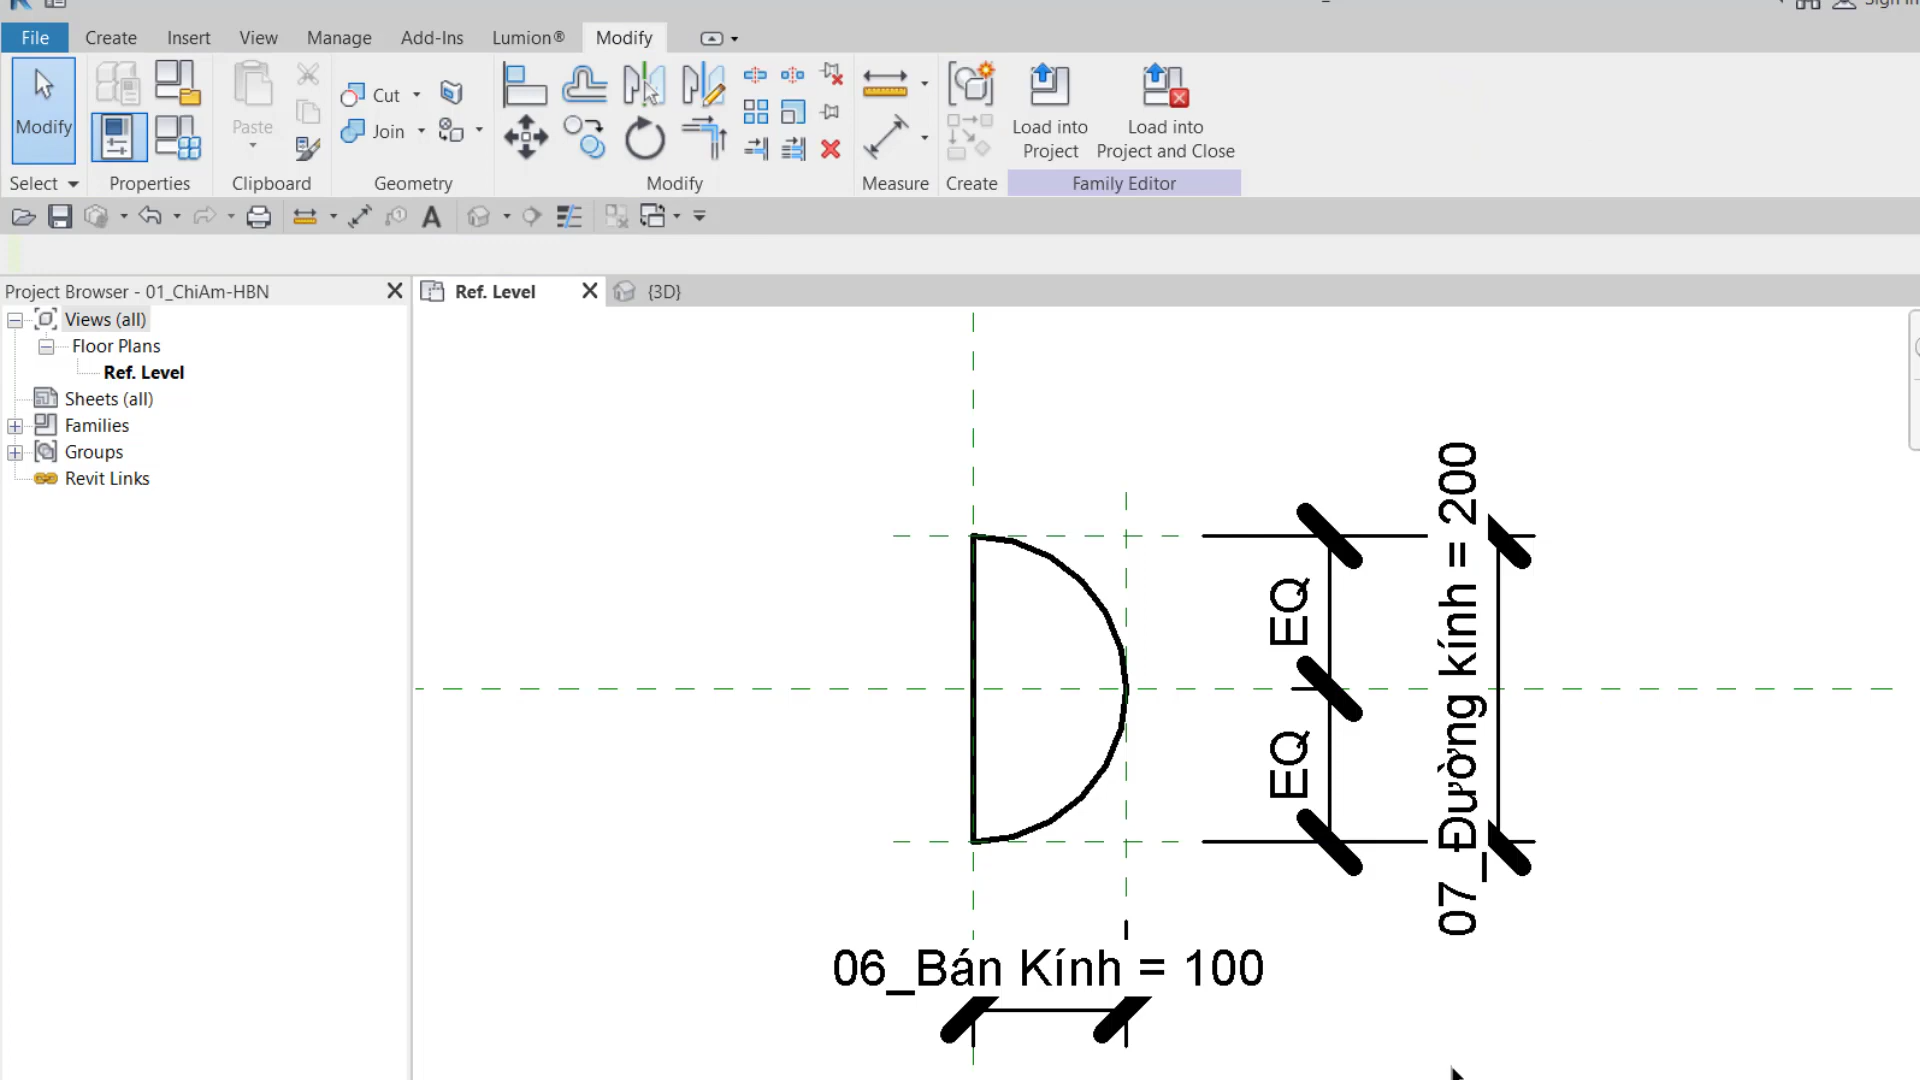 File Create Insert View Manage Add-Ins Lumion® Modify
Modify
Paste
Cut
Join
Load into Project
Load into Project and Close
Select Properties Clipboard Geometry Modify Measure Create Family Editor
Project Browser - 01_ChiAm-HBN
Views (all)
Floor Plans
Ref. Level
Sheets (all)
Families
Groups
Revit Links
Ref. Level
{3D}
EQ
EQ
07_Đường kính = 200
06_Bán Kính = 100